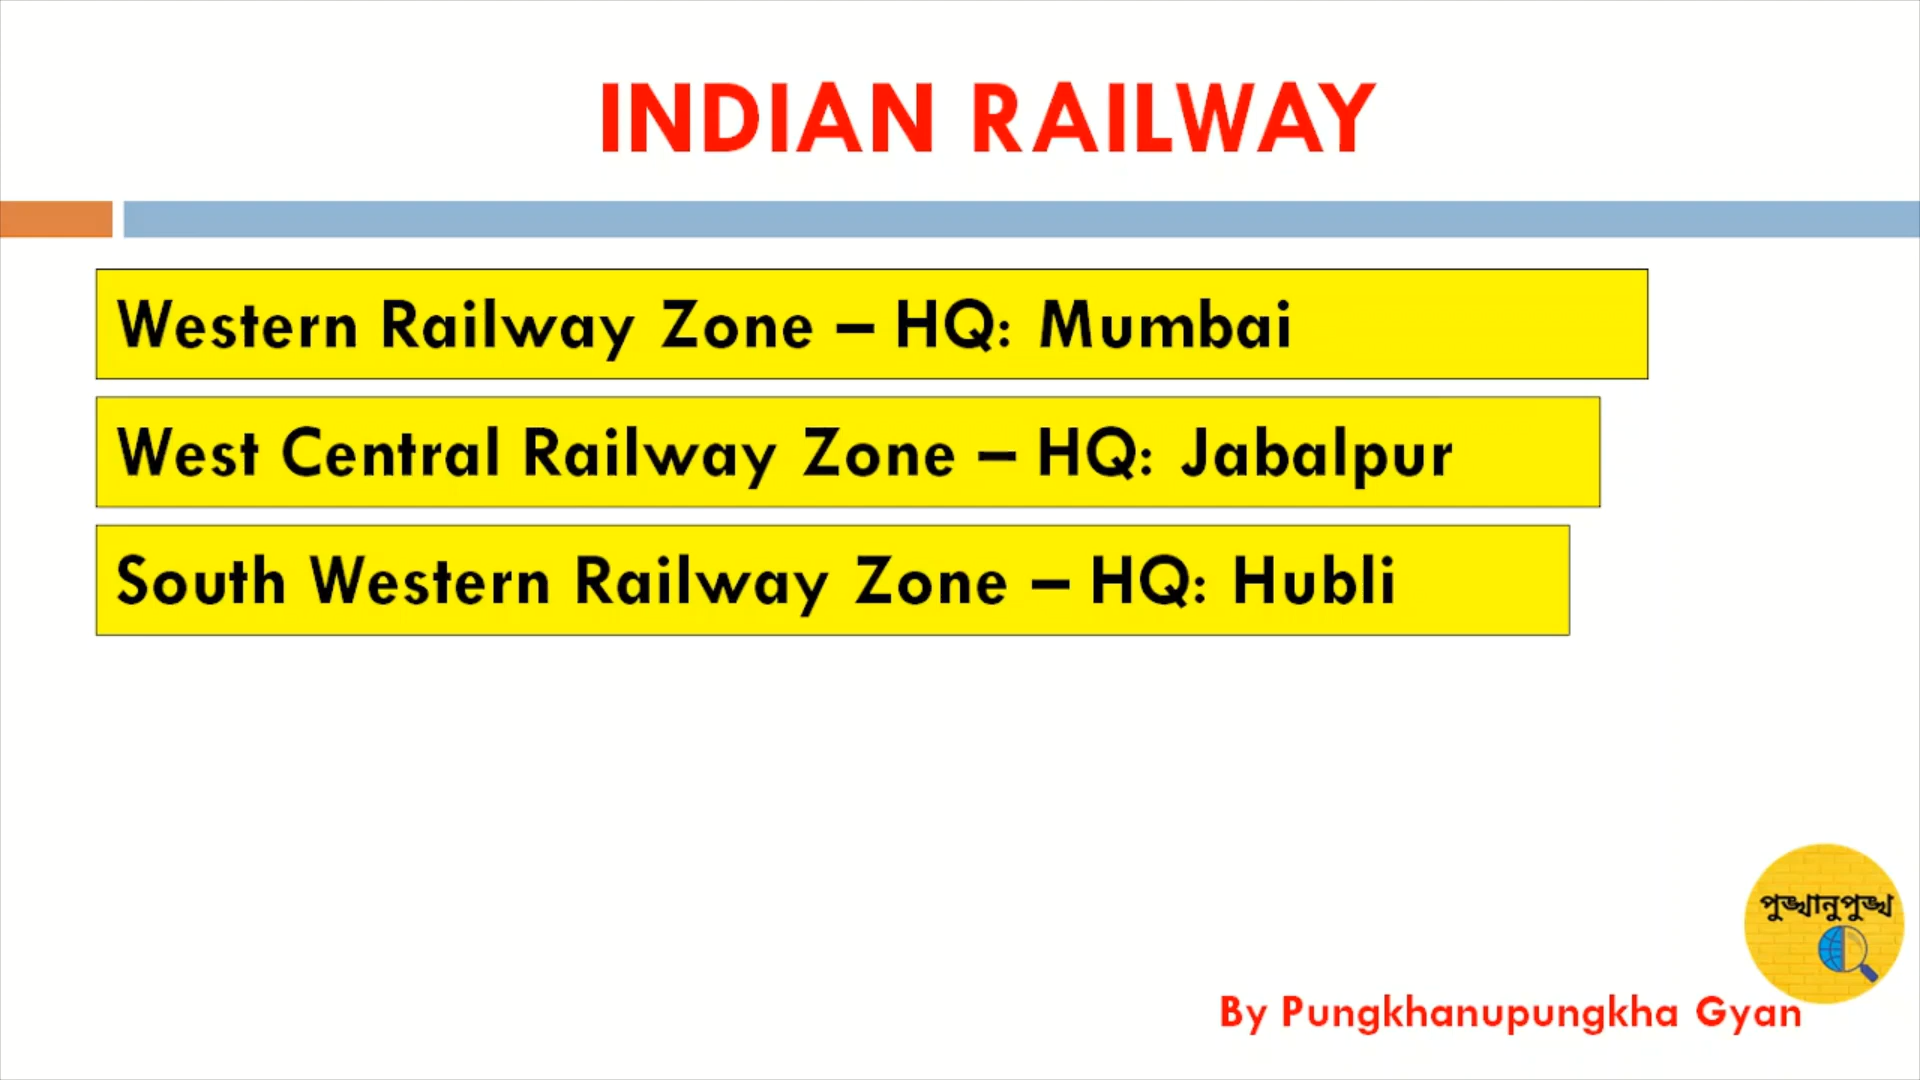 INDIAN RAILWAY
Western Railway Zone – HQ: Mumbai
West Central Railway Zone – HQ: Jabalpur
South Western Railway Zone – HQ: Hubli
পুঙ্খানুপুঙ্খ
By Pungkhanupungkha Gyan